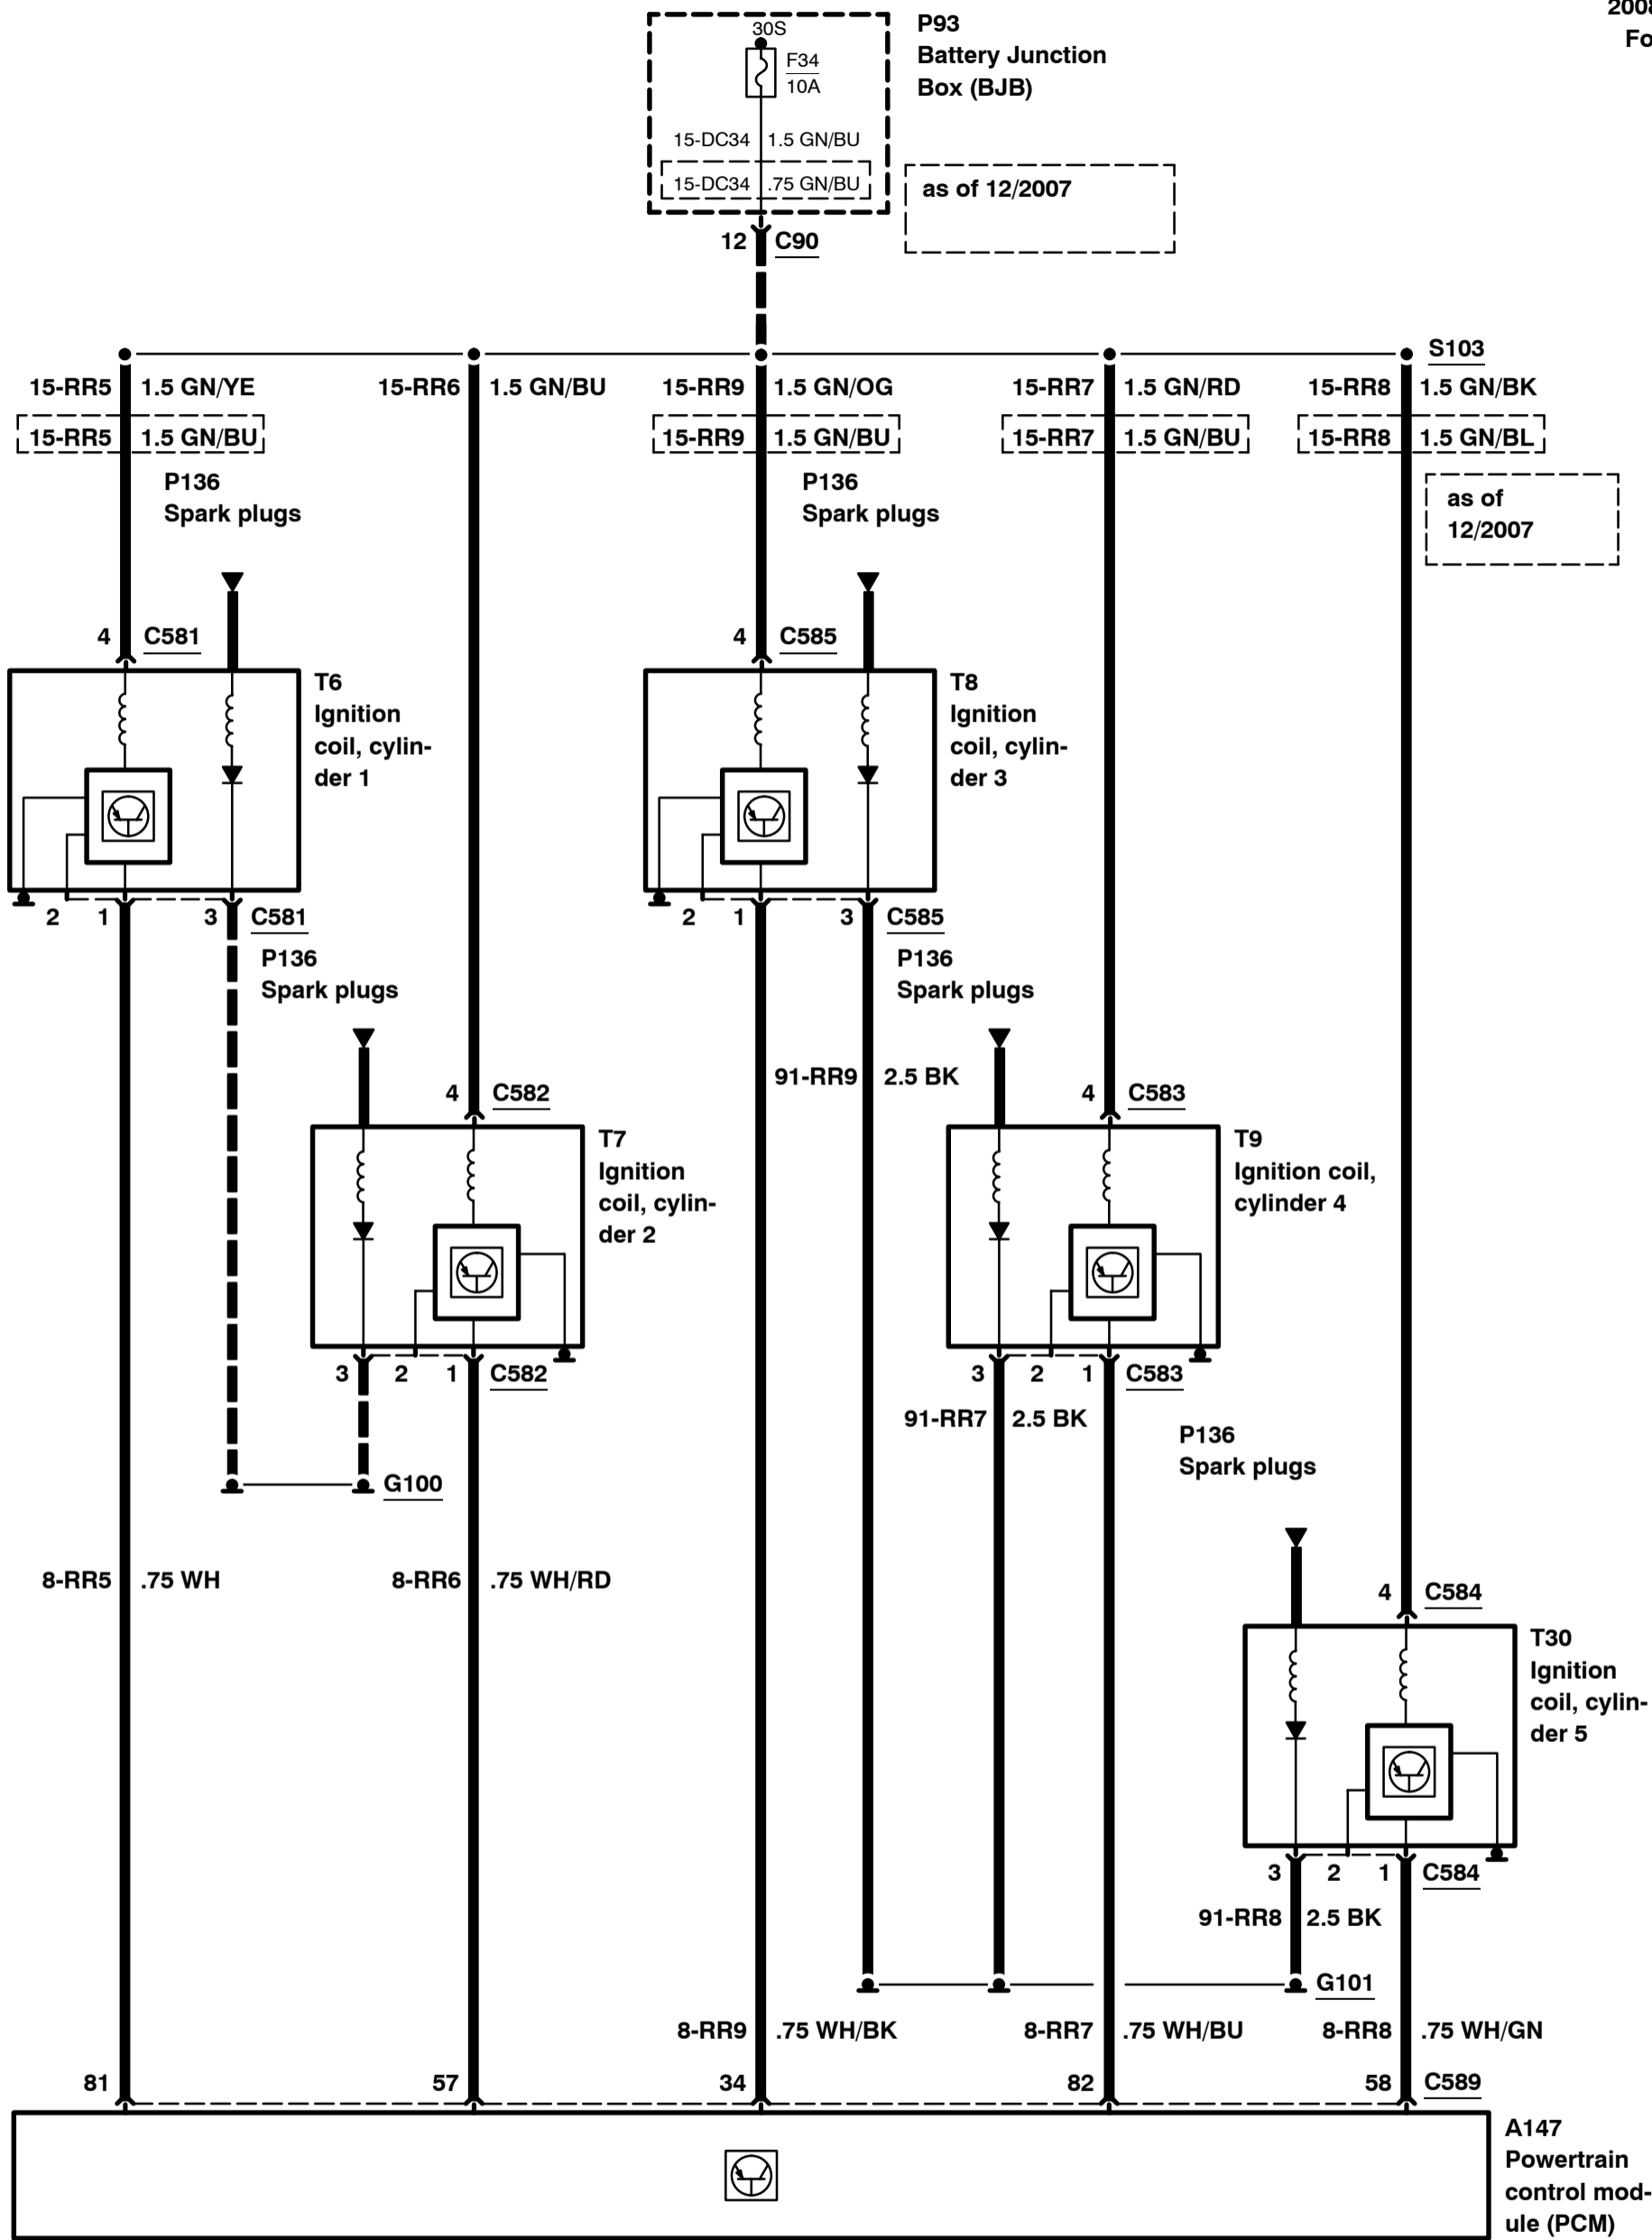 2008
Fo
30S
F34
10A
P93
Battery Junction
Box (BJB)
15-DC34 1.5 GN/BU
15-DC34 .75 GN/BU
as of 12/2007
12 C90
S103
15-RR5 1.5 GN/YE
15-RR6 1.5 GN/BU
15-RR9 1.5 GN/OG
15-RR7 1.5 GN/RD
15-RR8 1.5 GN/BK
15-RR5 1.5 GN/BU
15-RR9 1.5 GN/BU
15-RR7 1.5 GN/BU
15-RR8 1.5 GN/BL
P136
Spark plugs
P136
Spark plugs
as of
12/2007
4 C581
4 C585
T6
Ignition
coil, cylin-
der 1
T8
Ignition
coil, cylin-
der 3
2 1 3 C581
2 1 3 C585
P136
Spark plugs
P136
Spark plugs
91-RR9 2.5 BK
4 C582
4 C583
T7
Ignition
coil, cylin-
der 2
T9
Ignition coil,
cylinder 4
3 2 1 C582
3 2 1 C583
91-RR7 2.5 BK
P136
Spark plugs
G100
8-RR5 .75 WH
8-RR6 .75 WH/RD
4 C584
T30
Ignition
coil, cylin-
der 5
3 2 1 C584
91-RR8 2.5 BK
G101
8-RR9 .75 WH/BK
8-RR7 .75 WH/BU
8-RR8 .75 WH/GN
81 57 34 82 58 C589
A147
Powertrain
control mod-
ule (PCM)